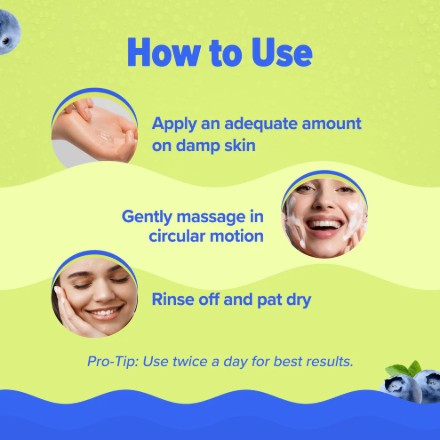 How to Use
Apply an adequate amount
on damp skin
Gently massage in
circular motion
Rinse off and pat dry
Pro-Tip: Use twice a day for best results.